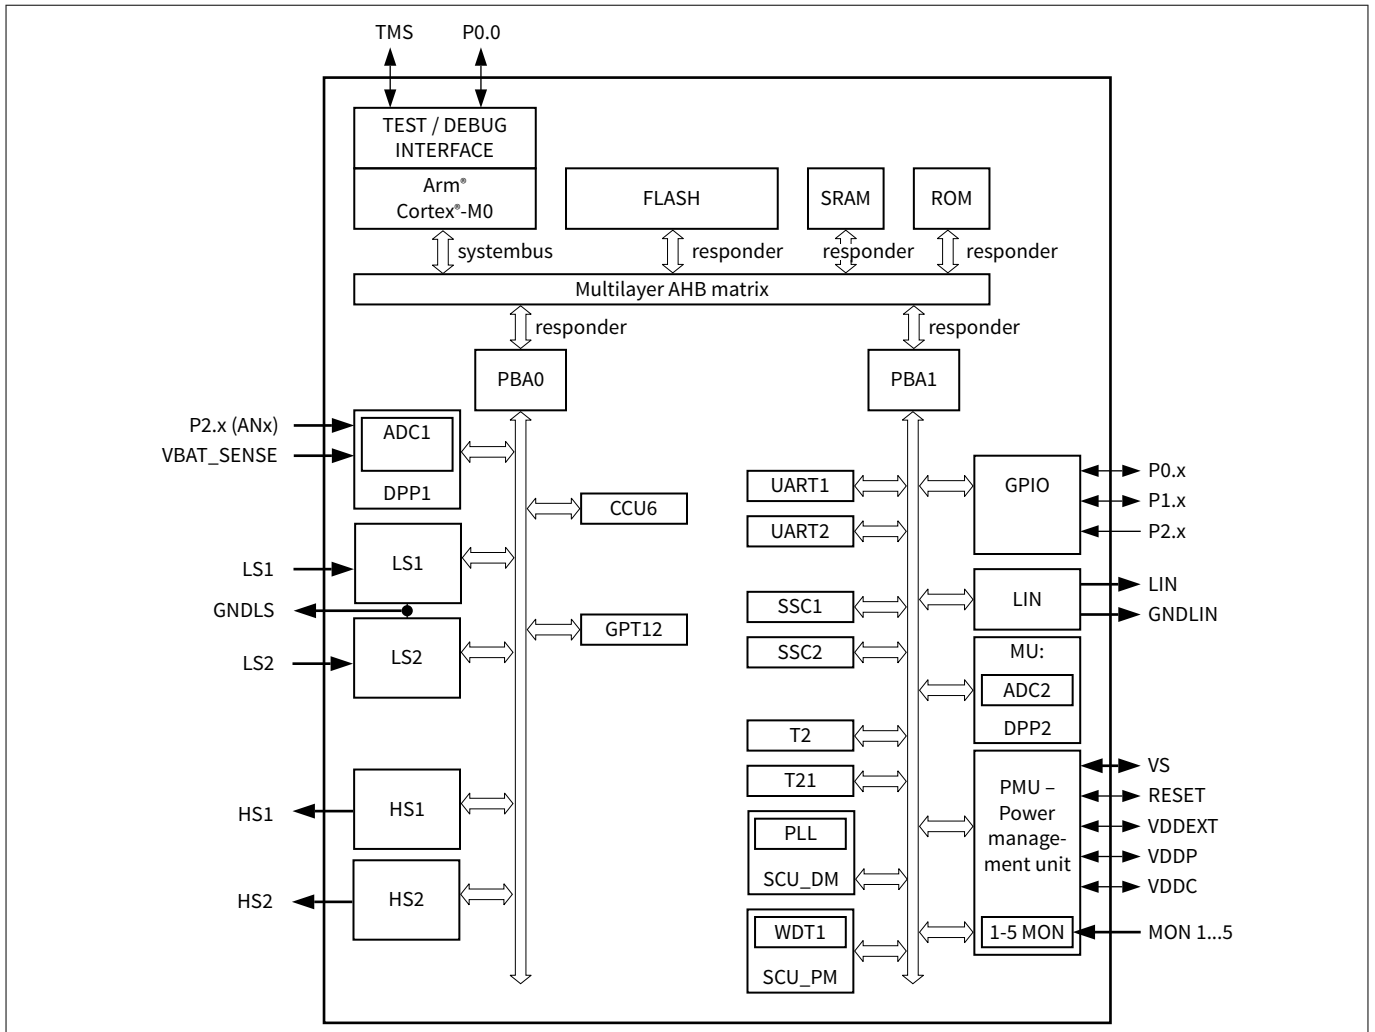 TMS
P0.0
TEST / DEBUG
INTERFACE
Arm®
Cortex®-M0
FLASH
SRAM
ROM
systembus
responder
responder
responder
Multilayer AHB matrix
responder
responder
PBA0
PBA1
P2.x (ANx)
VBAT_SENSE
ADC1
DPP1
CCU6
LS1
LS1
GNDLS
GPT12
LS2
LS2
HS1
HS1
HS2
HS2
UART1
UART2
SSC1
SSC2
T2
T21
PLL
SCU_DM
WDT1
SCU_PM
GPIO
P0.x
P1.x
P2.x
LIN
LIN
GNDLIN
MU:
ADC2
DPP2
PMU –
Power
manage-
ment unit
VS
RESET
VDDEXT
VDDP
VDDC
1-5 MON
MON 1...5